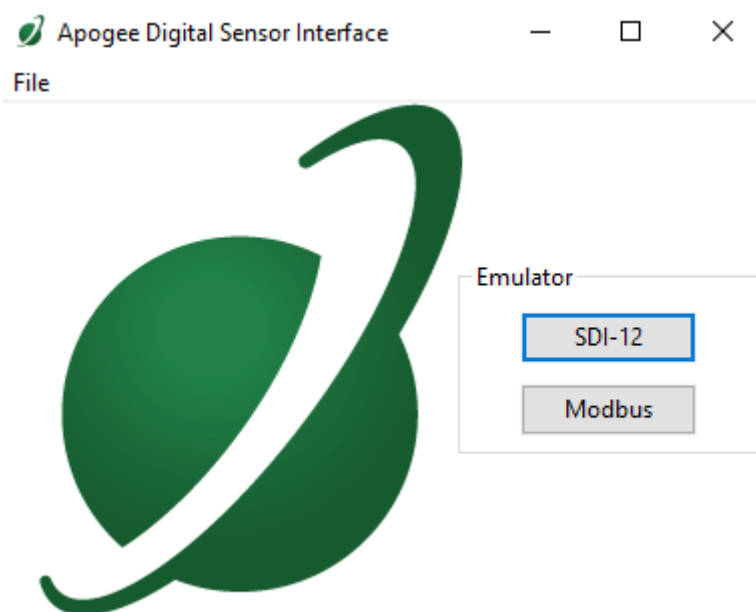 Apogee Digital Sensor Interface
File
Emulator
SDI-12
Modbus